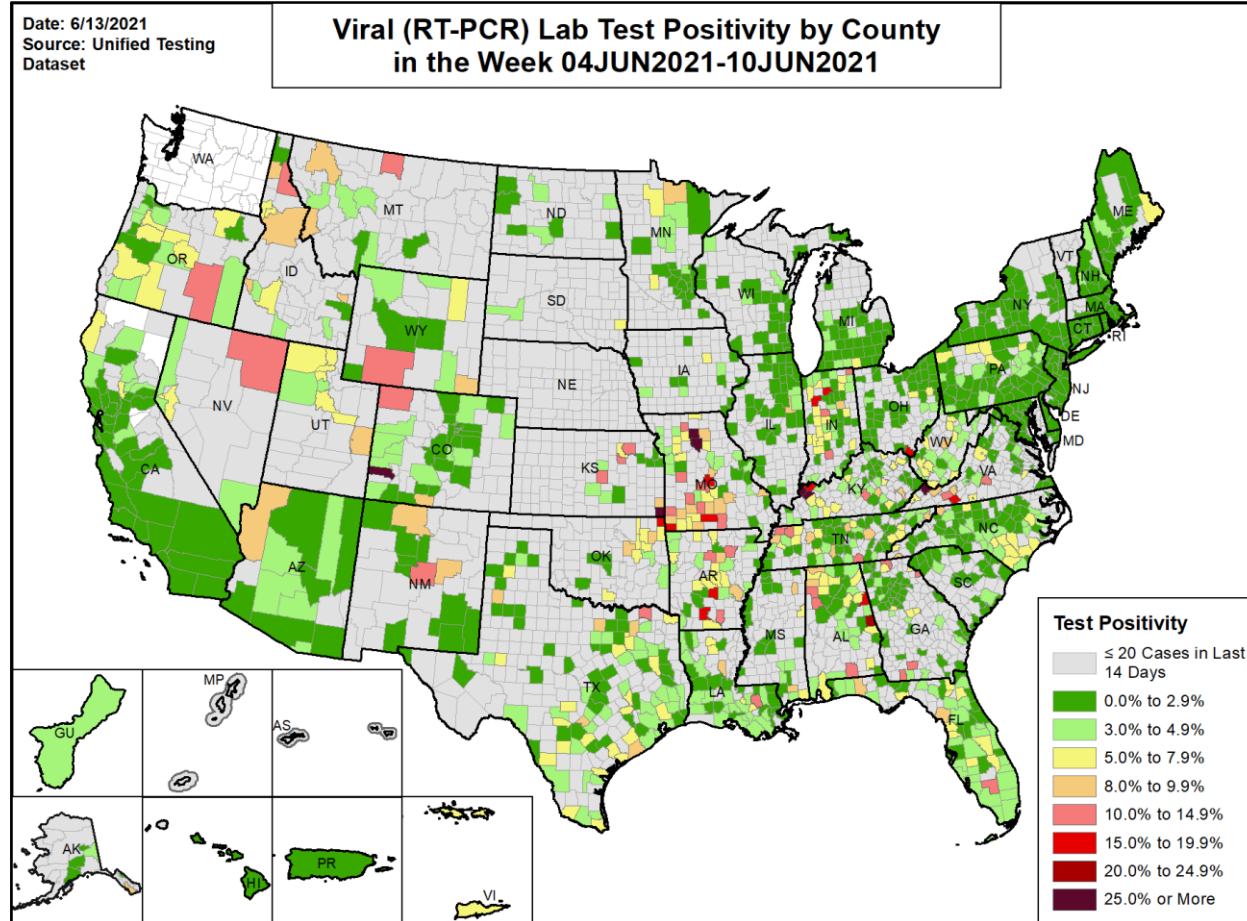 Date: 6/13/2021
Source: Unified Testing
Dataset
Viral (RT-PCR) Lab Test Positivity by County
in the Week 04JUN2021-10JUN2021
WA
MT
ND
MN
ME
OR
ID
SD
WI
VT
NH
NY
MA
WY
MI
CT
RI
IA
PA
NJ
NE
NV
UT
OH
DE
IL
IN
MD
CO
WV
CA
KS
MO
VA
KY
NC
TN
OK
AZ
NM
AR
SC
MS
AL
GA
TX
LA
FL
MP
AS
GU
AK
HI
PR
VI
Test Positivity
≤ 20 Cases in Last
14 Days
0.0% to 2.9%
3.0% to 4.9%
5.0% to 7.9%
8.0% to 9.9%
10.0% to 14.9%
15.0% to 19.9%
20.0% to 24.9%
25.0% or More